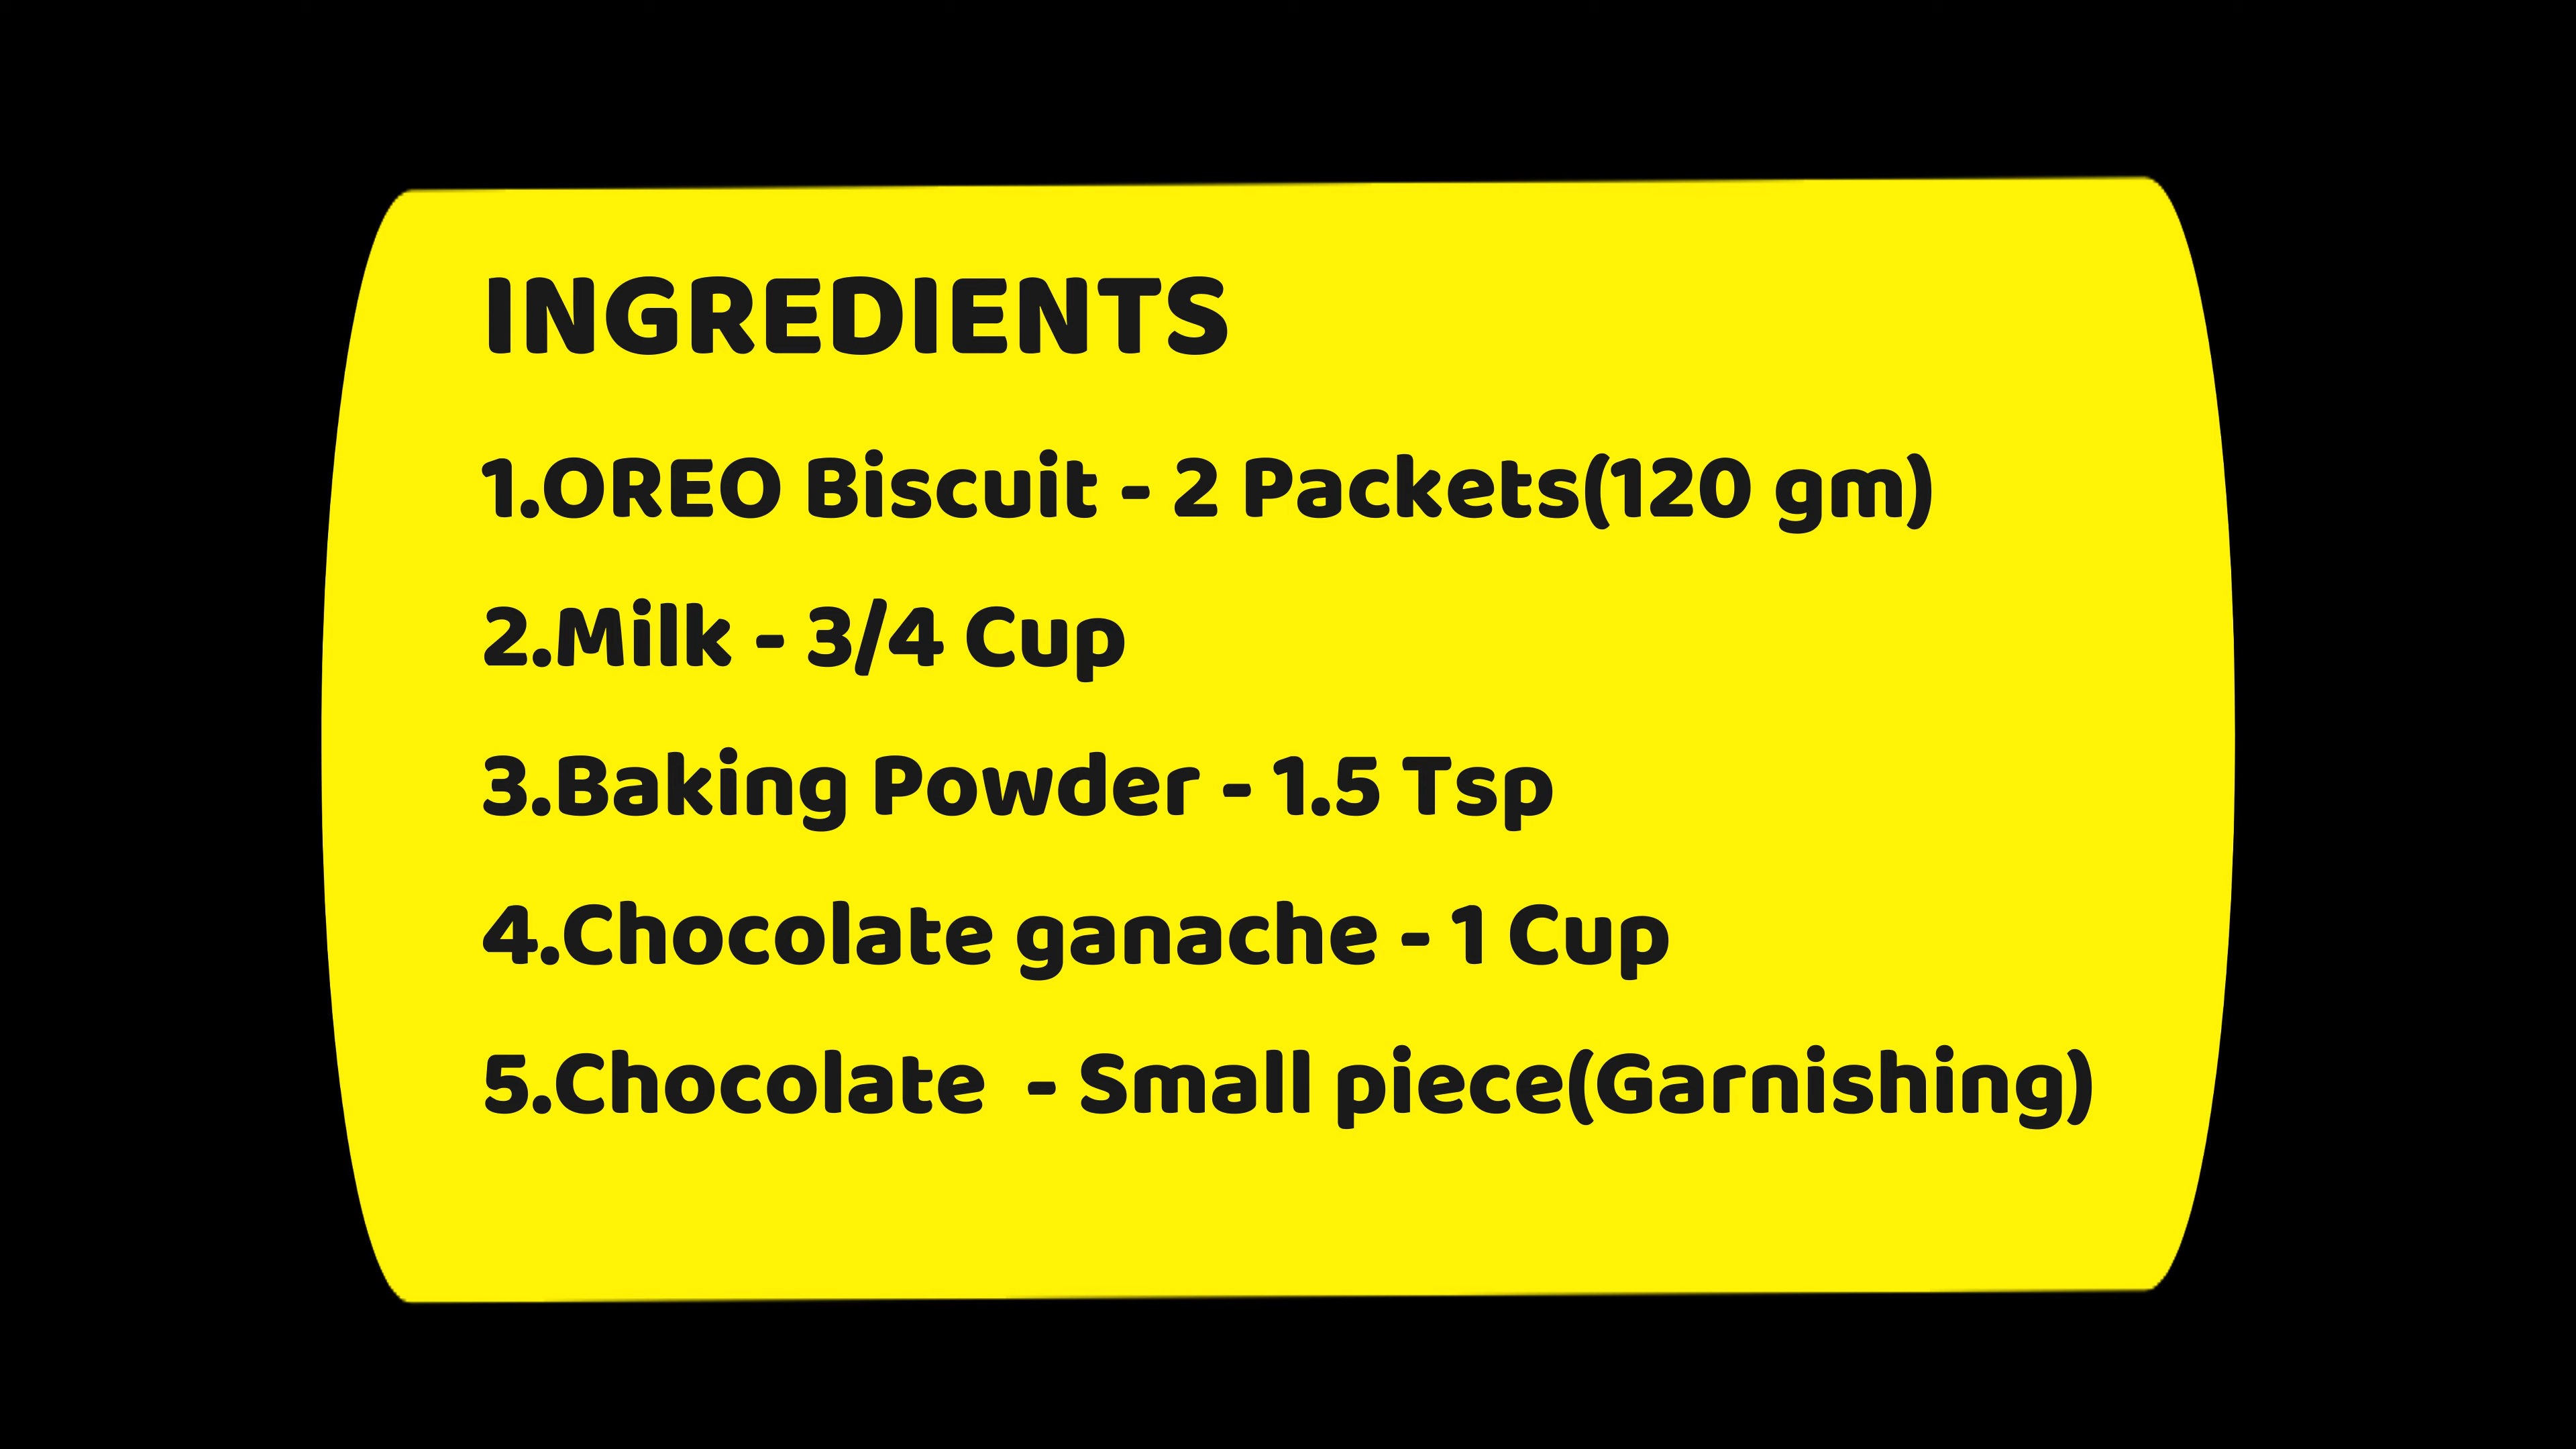 INGREDIENTS
1.OREO Biscuit - 2 Packets(120 gm)
2.Milk - 3/4 Cup
3.Baking Powder - 1.5 Tsp
4.Chocolate ganache - 1 Cup
5.Chocolate  - Small piece(Garnishing)